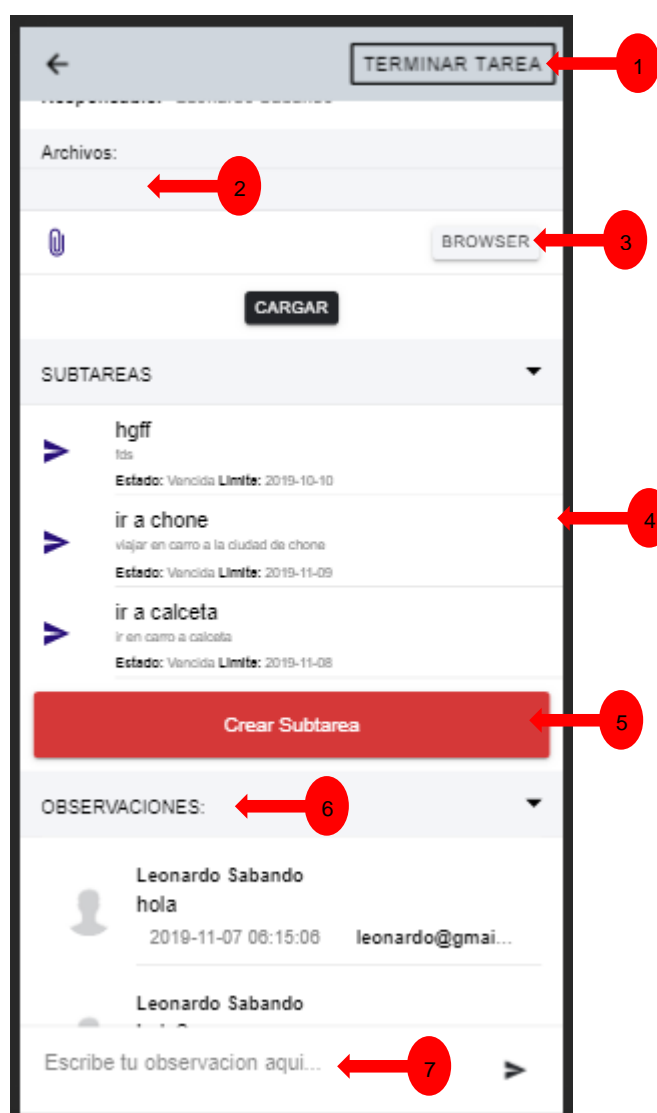 TERMINAR TAREA
1
Responsable: Leonardo Sabando
Archivos:
2
BROWSER
3
CARGAR
SUBTAREAS
hgff
fds
Estado: Vencida Limite: 2019-10-10
4
ir a chone
viajar en carro a la ciudad de chone
Estado: Vencida Limite: 2019-11-09
ir a calceta
ir en carro a calceta
Estado: Vencida Limite: 2019-11-08
Crear Subtarea
5
OBSERVACIONES:
6
Leonardo Sabando
hola
2019-11-07 06:15:06 leonardo@gmai...
Leonardo Sabando
Escribe tu observacion aqui...
7